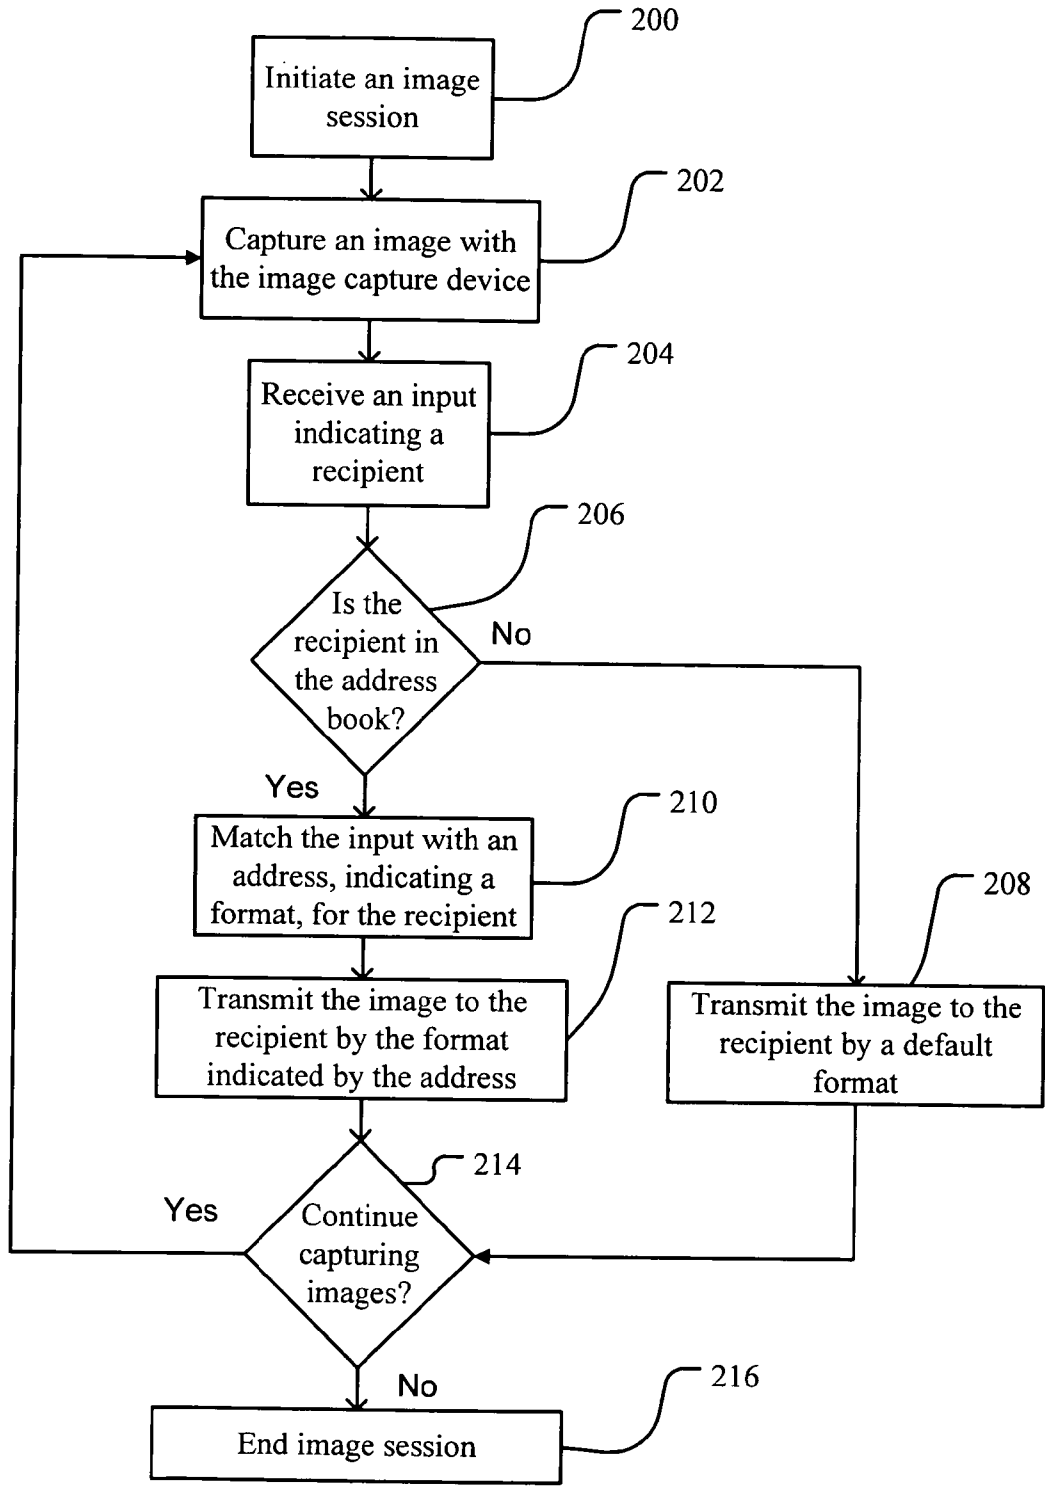 200
Initiate an image
session
202
Capture an image with
the image capture device
204
Receive an input
indicating a
recipient
206
Is the
recipient in
the address
book?
No
Yes
210
Match the input with an
address, indicating a
format, for the recipient
208
212
Transmit the image to the
recipient by the format
indicated by the address
Transmit the image to the
recipient by a default
format
214
Yes
Continue
capturing
images?
No
216
End image session